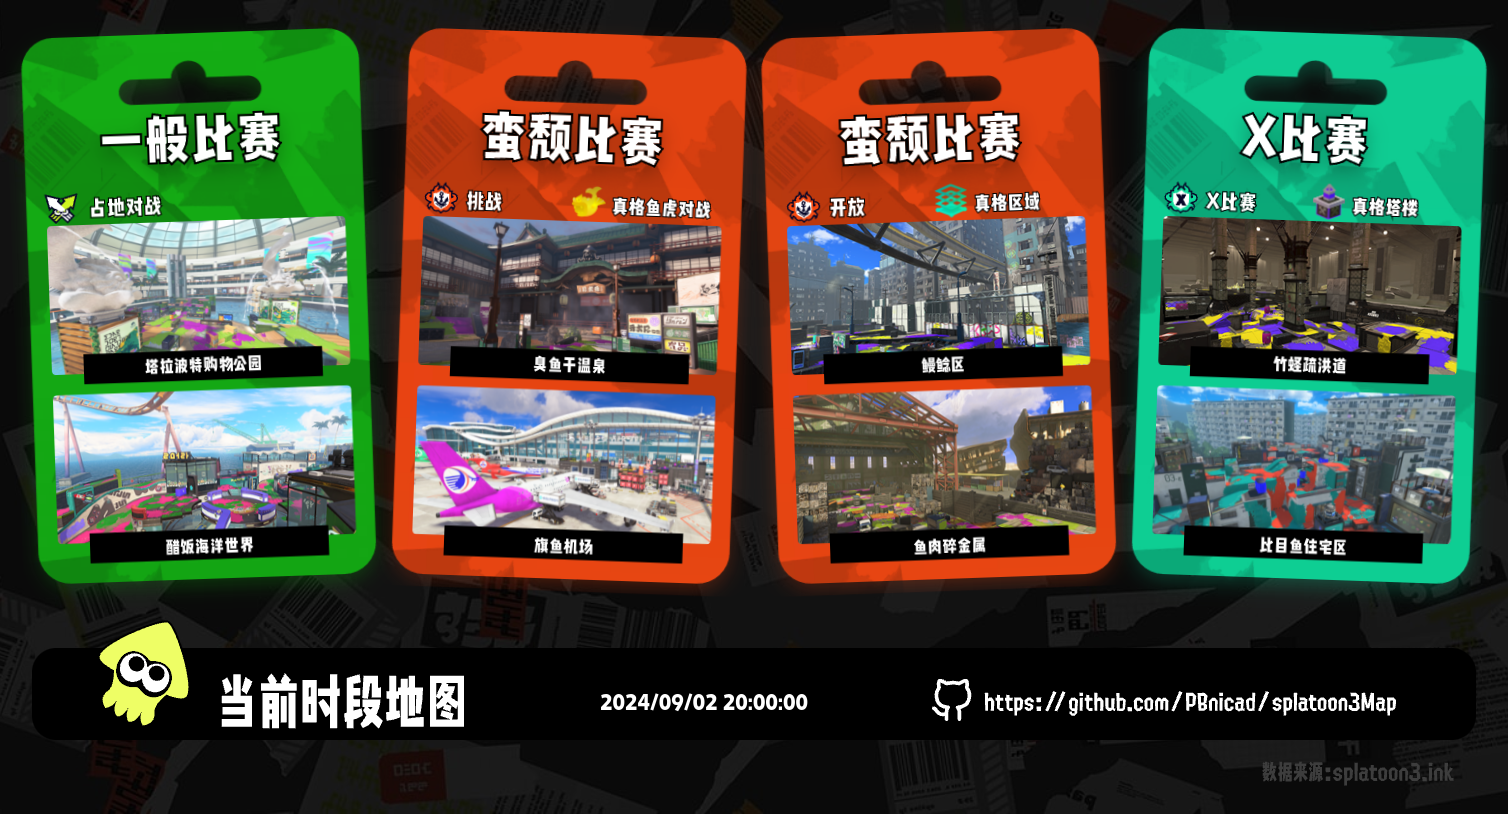 一般比赛
占地对战
塔拉波特购物公园
醋饭海洋世界
蛮颓比赛
挑战
真格鱼虎对战
臭鱼干温泉
旗鱼机场
蛮颓比赛
开放
真格区域
鳗鲶区
鱼肉碎金属
X比赛
X比赛
真格塔楼
竹蛏疏洪道
比目鱼住宅区
当前时段地图
2024/09/02 20:00:00
https://github.com/PBnicad/splatoon3Map
数据来源:splatoon3.ink